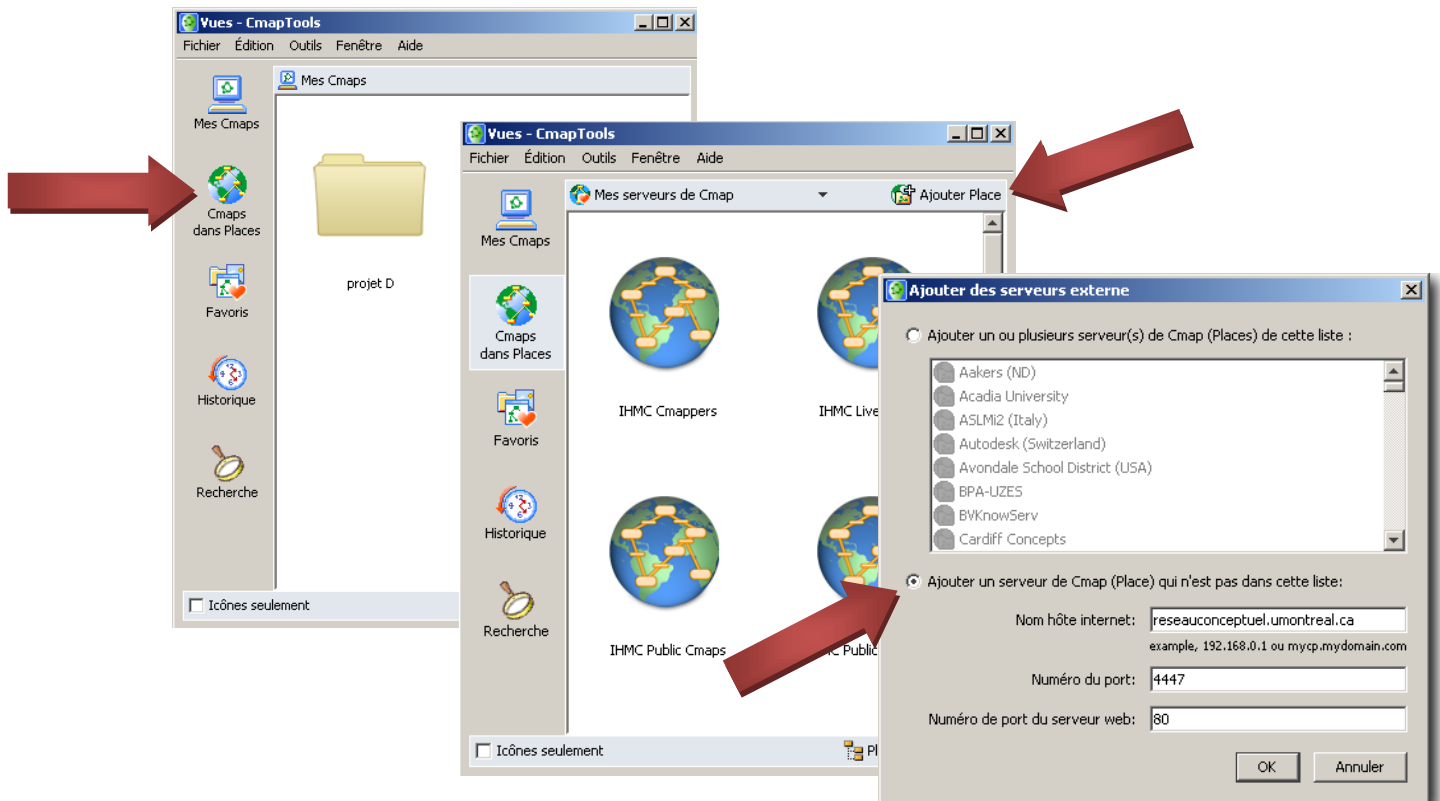 Vues - CmapTools
Fichier Édition Outils Fenêtre Aide
Mes Cmaps
Mes Cmaps
Cmaps
dans Places
projet D
Favoris
Historique
Recherche
Icônes seulement
Vues - CmapTools
Fichier Édition Outils Fenêtre Aide
Mes serveurs de Cmap
Ajouter Place
Mes Cmaps
Cmaps
dans Places
IHMC Cmappers
IHMC Live
Favoris
Historique
Recherche
IHMC Public Cmaps
Public
Icônes seulement
Pl
Ajouter des serveurs externe
Ajouter un ou plusieurs serveur(s) de Cmap (Places) de cette liste :
Aakers (ND)
Acadia University
ASLMi2 (Italy)
Autodesk (Switzerland)
Avondale School District (USA)
BPA-UZES
BVKnowServ
Cardiff Concepts
Ajouter un serveur de Cmap (Place) qui n'est pas dans cette liste:
Nom hôte internet: reseauconceptuel.umontreal.ca
example, 192.168.0.1 ou mycp.mydomain.com
Numéro du port: 4447
Numéro de port du serveur web: 80
OK Annuler